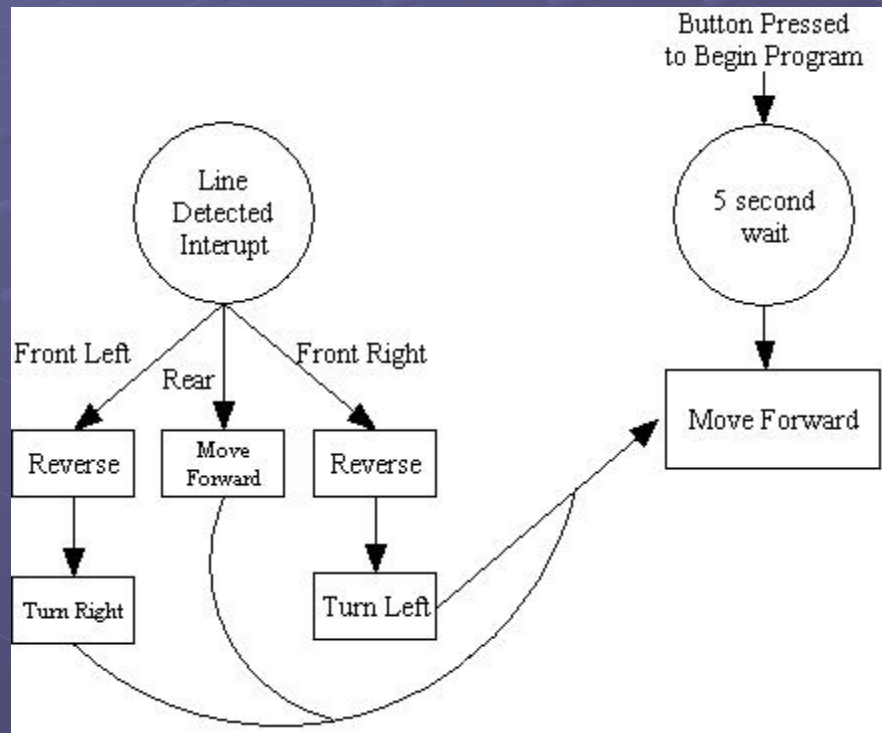 Button Pressed
to Begin Program
Line
Detected
Interupt
5 second
wait
Front Left
Rear
Front Right
Move Forward
Reverse
Move
Forward
Reverse
Turn Right
Turn Left